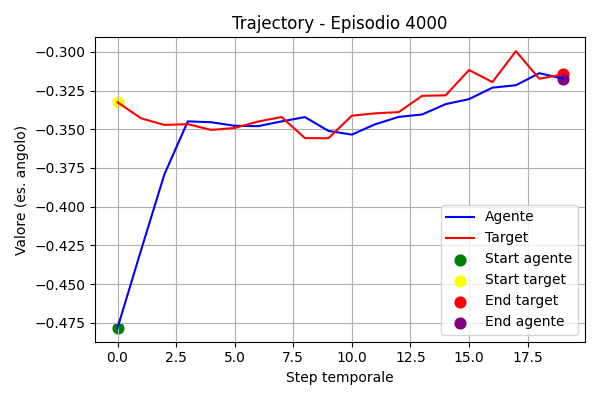 Trajectory - Episodio 4000
Valore (es. angolo)
−0.300
−0.325
−0.350
−0.375
−0.400
−0.425
−0.450
−0.475
Agente
Target
Start agente
Start target
End target
End agente
0.0 2.5 5.0 7.5 10.0 12.5 15.0 17.5
Step temporale